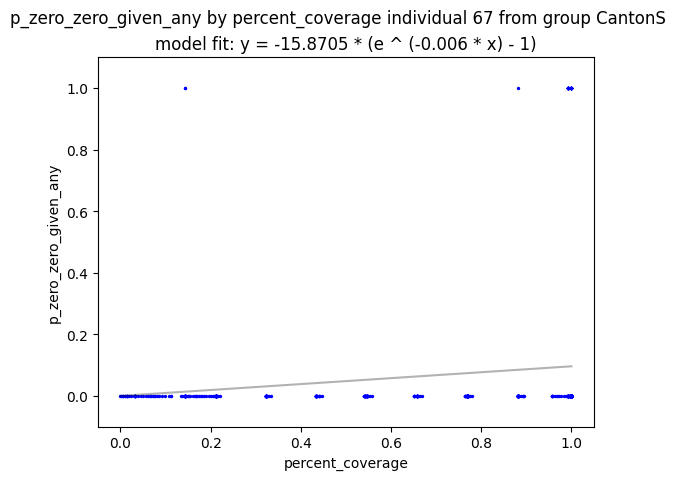 p_zero_zero_given_any by percent_coverage individual 67 from group CantonS
model fit: y = -15.8705 * (e ^ (-0.006 * x) - 1)
1.0
0.8
0.6
0.4
0.2
0.0
p_zero_zero_given_any
0.0 0.2 0.4 0.6 0.8 1.0
percent_coverage